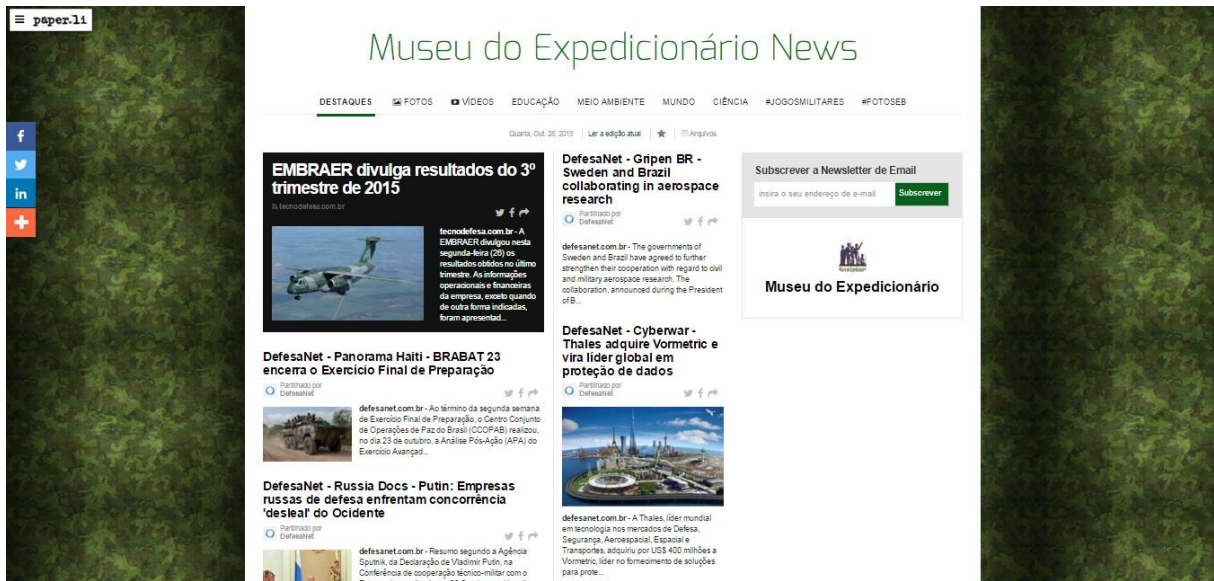 ≡ paper.li
Museu do Expedicionário News
DESTAQUES FOTOS VÍDEOS EDUCAÇÃO MEIO AMBIENTE MUNDO CIÊNCIA #JOGOSMILITARES #FOTOSEB
Quarta, Out. 28, 2015 Ler a edição atual Arquivos
EMBRAER divulga resultados do 3º
trimestre de 2015
tecnodefesa.com.br
tecnodefesa.com.br - A
EMBRAER divulgou nesta
segunda-feira (26) os
resultados obtidos no último
trimestre. As informações
operacionais e financeiras
da empresa, exceto quando
de outra forma indicadas,
foram apresentad...
DefesaNet - Panorama Haiti - BRABAT 23
encerra o Exercício Final de Preparação
Partilhado por
DefesaNet
defesanet.com.br - Ao término da segunda semana
de Exercício Final de Preparação, o Centro Conjunto
de Operações de Paz do Brasil (CCOPAB) realizou,
no dia 23 de outubro, a Análise Pós-Ação (APA) do
Exercício Avançad...
DefesaNet - Russia Docs - Putin: Empresas
russas de defesa enfrentam concorrência
'desleal' do Ocidente
Partilhado por
DefesaNet
defesanet.com.br - Resumo segundo a Agência
Sputnik, da Declaração de Vladimir Putin, na
Conferência de cooperação técnico-militar com o
DefesaNet - Gripen BR -
Sweden and Brazil
collaborating in aerospace
research
Partilhado por
DefesaNet
defesanet.com.br - The governments of
Sweden and Brazil have agreed to further
strengthen their cooperation with regard to civil
and military aerospace research. The
collaboration, announced during the President
of B...
DefesaNet - Cyberwar -
Thales adquire Vormetric e
vira líder global em
proteção de dados
Partilhado por
DefesaNet
defesanet.com.br - A Thales, líder mundial
em tecnologia nos mercados de Defesa,
Segurança, Aeroespacial, Espacial e
Transportes, adquiriu por US$ 400 milhões a
Vormetric, líder no fornecimento de soluções
para prote...
Subscrever a Newsletter de Email
insira o seu endereço de e-mail Subscrever
Museu do Expedicionário